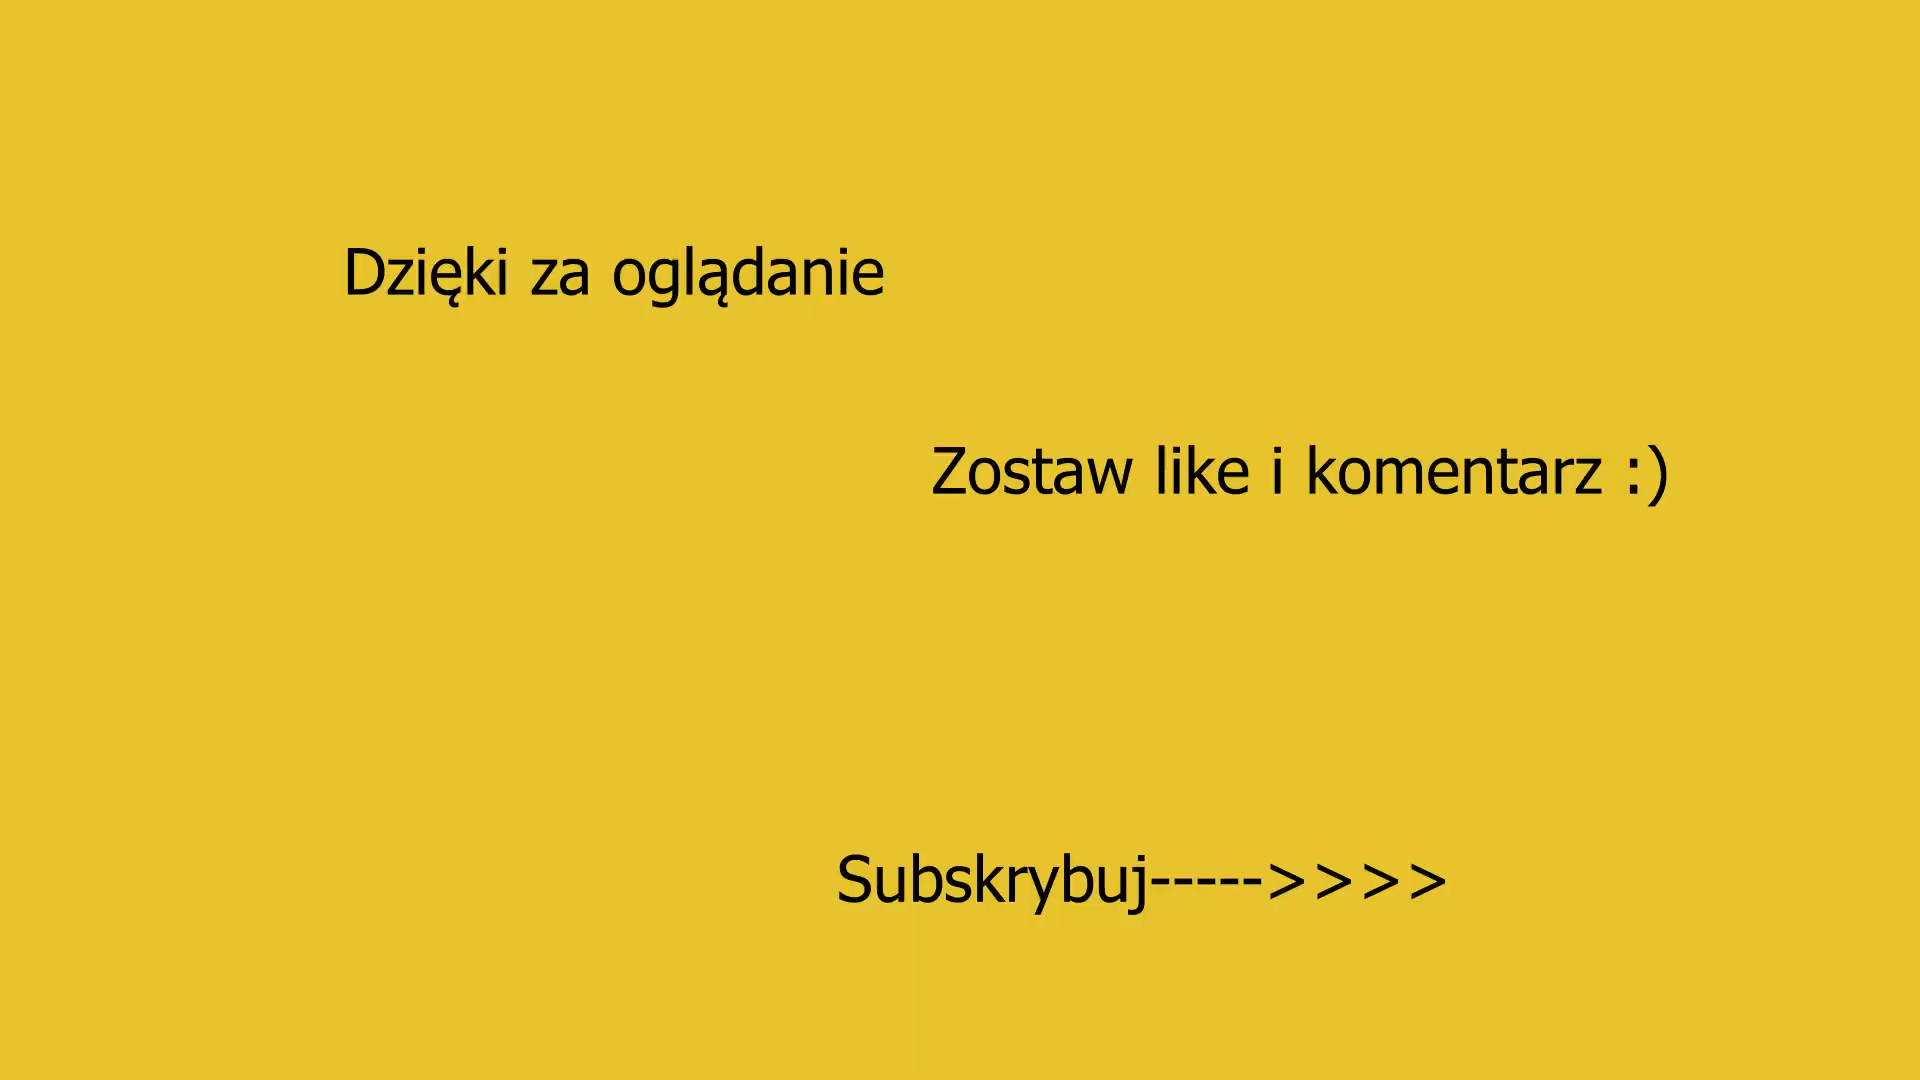 Dzięki za oglądanie
Zostaw like i komentarz :)
Subskrybuj----->>>>